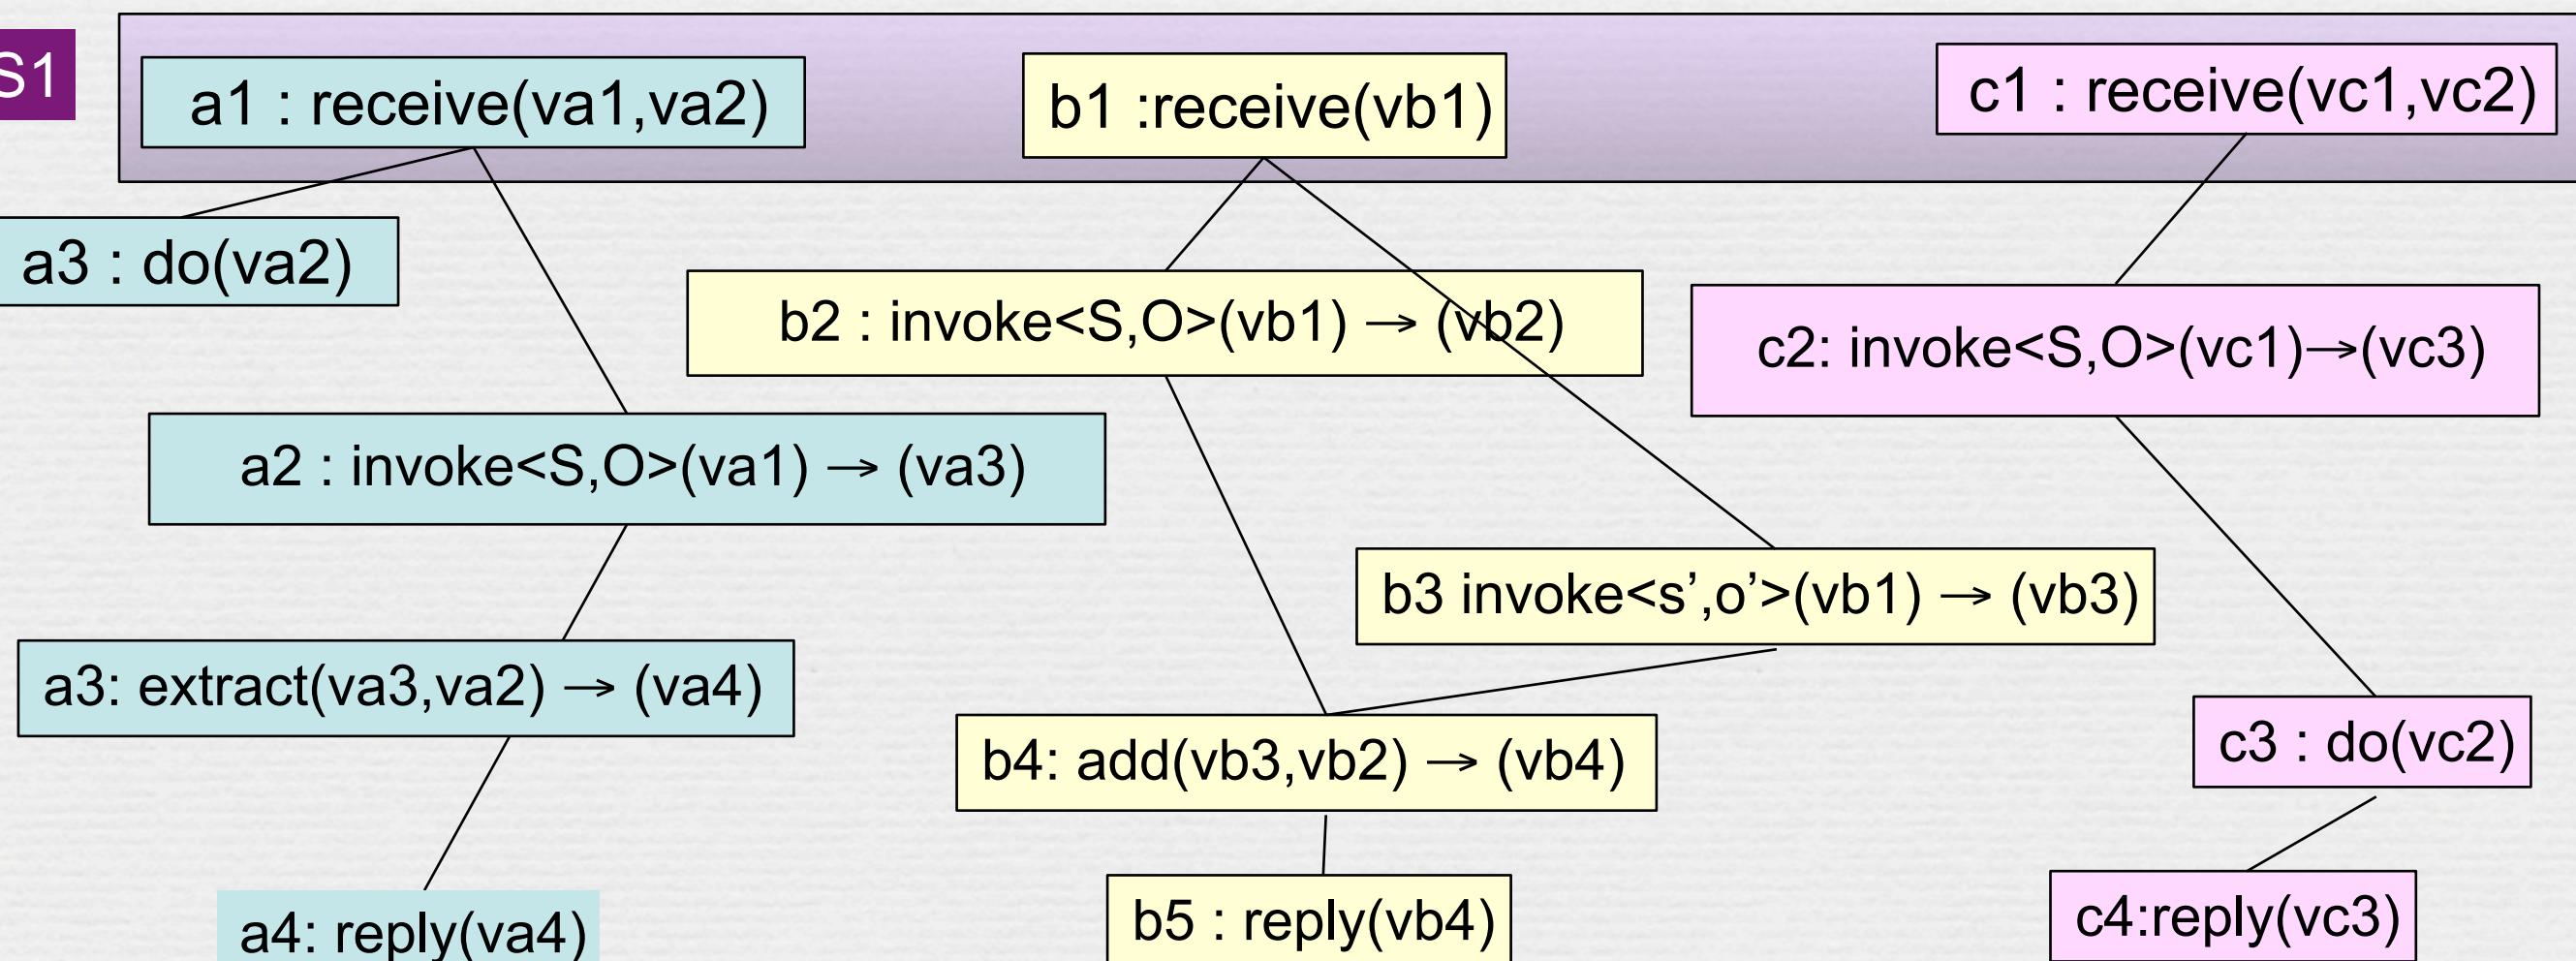 S1
a1 : receive(va1,va2)
b1 :receive(vb1)
c1 : receive(vc1,vc2)
a3 : do(va2)
b2 : invoke<S,O>(vb1) → (vb2)
c2: invoke<S,O>(vc1)→(vc3)
a2 : invoke<S,O>(va1) → (va3)
b3 invoke<s’,o’>(vb1) → (vb3)
a3: extract(va3,va2) → (va4)
b4: add(vb3,vb2) → (vb4)
c3 : do(vc2)
a4: reply(va4)
b5 : reply(vb4)
c4:reply(vc3)